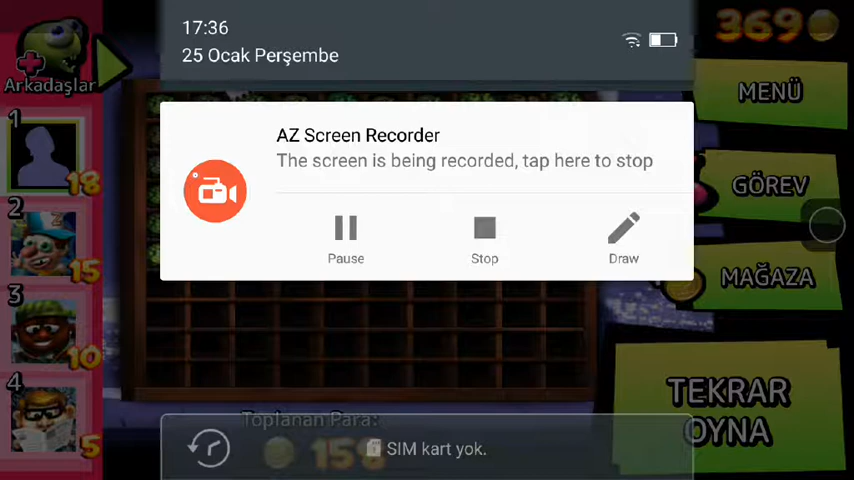 17:36
25 Ocak Perşembe
369
Arkadaşlar
1
18
2
15
3
10
4
5
AZ Screen Recorder
The screen is being recorded, tap here to stop
Pause
Stop
Draw
MENÜ
GÖREV
MAĞAZA
TEKRAR
OYNA
Toplanan Para:
158
SIM kart yok.